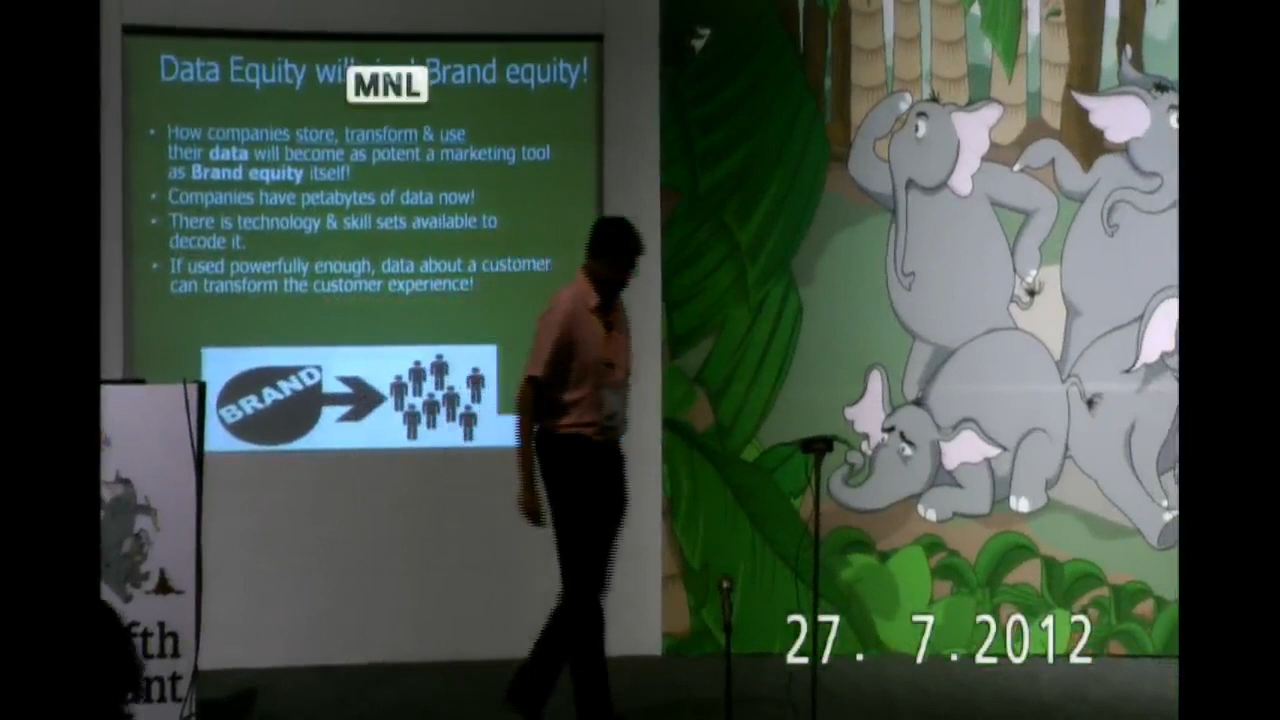 Data Equity will Brand equity!
MNL
• How companies store, transform & use
their data will become as potent a marketing tool
as Brand equity itself!
• Companies have petabytes of data now!
• There is technology & skill sets available to
decode it.
• If used powerfully enough, data about a customer
can transform the customer experience!
BRAND
fth
ant
27. 7.2012